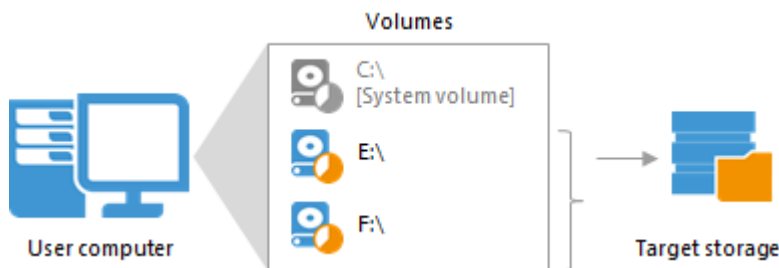 Volumes
C:\
[System volume]
E:\
F:\
User computer
Target storage